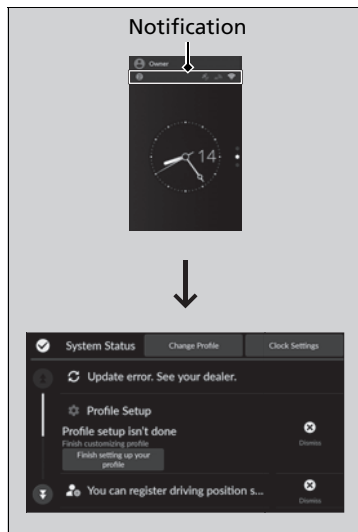 Notification
Owner
14
System Status Change Profile Clock Settings
Update error. See your dealer.
Profile Setup
Profile setup isn't done
Finish customizing profile
Dismiss
Finish setting up your
profile
You can register driving position s...
Dismiss